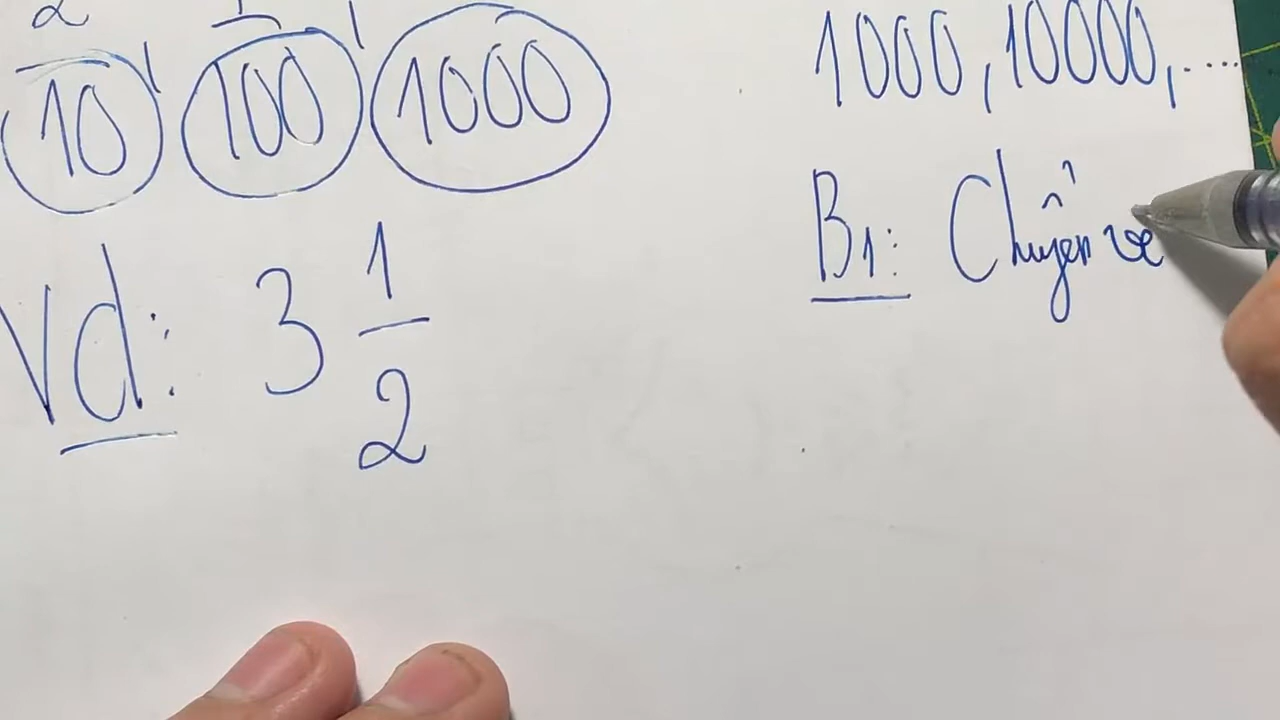 10 100 1000
1000, 10000, ....
Vd: 3 1/2
B1: Chuyển về